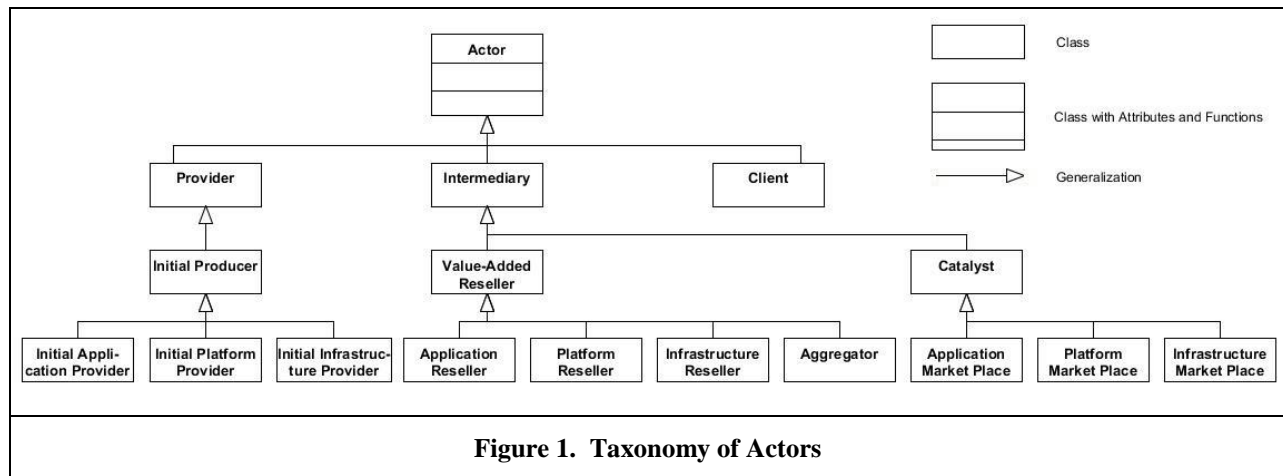 Actor
Class
Class with Attributes and Functions
Provider
Intermediary
Client
Generalization
Initial Producer
Value-Added
Reseller
Catalyst
Initial Appli-
cation Provider
Initial Platform
Provider
Initial Infrastruc-
ture Provider
Application
Reseller
Platform
Reseller
Infrastructure
Reseller
Aggregator
Application
Market Place
Platform
Market Place
Infrastructure
Market Place
Figure 1. Taxonomy of Actors